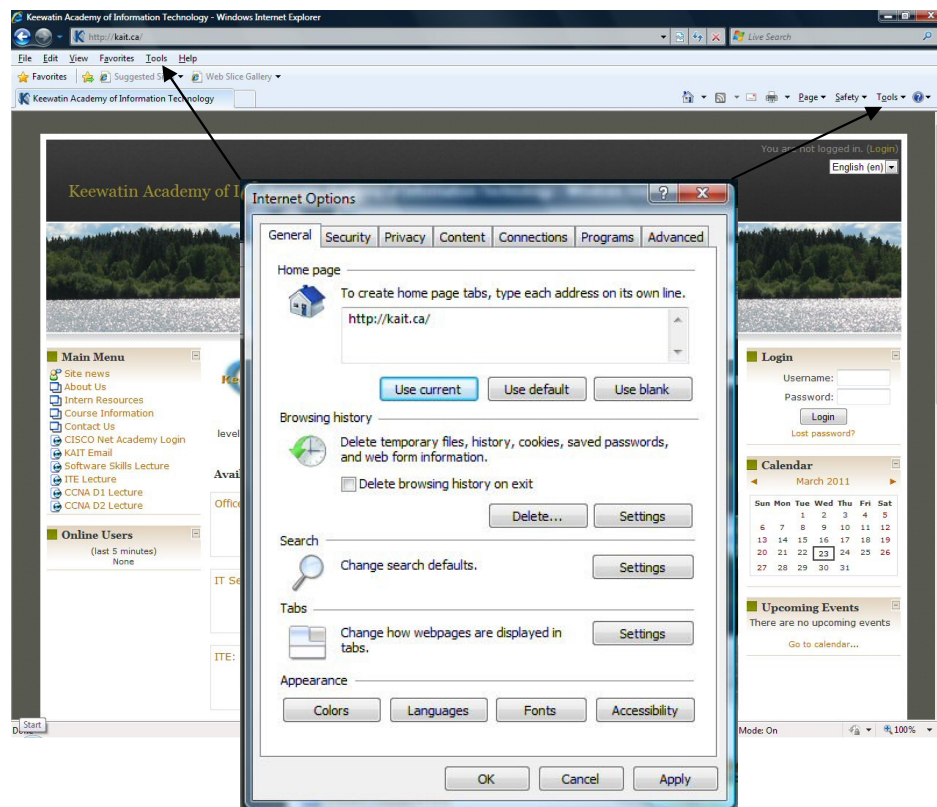 Keewatin Academy of Information Technology - Windows Internet Explorer
http://kait.ca/
Live Search
File Edit View Favorites Tools Help
Favorites Suggested Web Slice Gallery
Keewatin Academy of Information Technology
Page Safety Tools
You are not logged in. (Login)
English (en)
Keewatin Academy of
Internet Options
General Security Privacy Content Connections Programs Advanced
Home page
To create home page tabs, type each address on its own line.
http://kait.ca/
Use current Use default Use blank
Browsing history
Delete temporary files, history, cookies, saved passwords,
and web form information.
Delete browsing history on exit
Delete... Settings
Search
Change search defaults.
Settings
Tabs
Change how webpages are displayed in
tabs.
Settings
Appearance
Colors Languages Fonts Accessibility
OK Cancel Apply
Main Menu
Site news
About Us
Intern Resources
Course Information
Contact Us
CISCO Net Academy Login
KAIT Email
Software Skills Lecture
ITE Lecture
CCNA D1 Lecture
CCNA D2 Lecture
Online Users
(last 5 minutes)
None
level
Avai
Office
IT Se
ITE:
Login
Username:
Password:
Login
Lost password?
Calendar
March 2011
Sun Mon Tue Wed Thu Fri Sat
1 2 3 4 5
6 7 8 9 10 11 12
13 14 15 16 17 18 19
20 21 22 23 24 25 26
27 28 29 30 31
Upcoming Events
There are no upcoming events
Go to calendar...
Start
Mode: On
100%